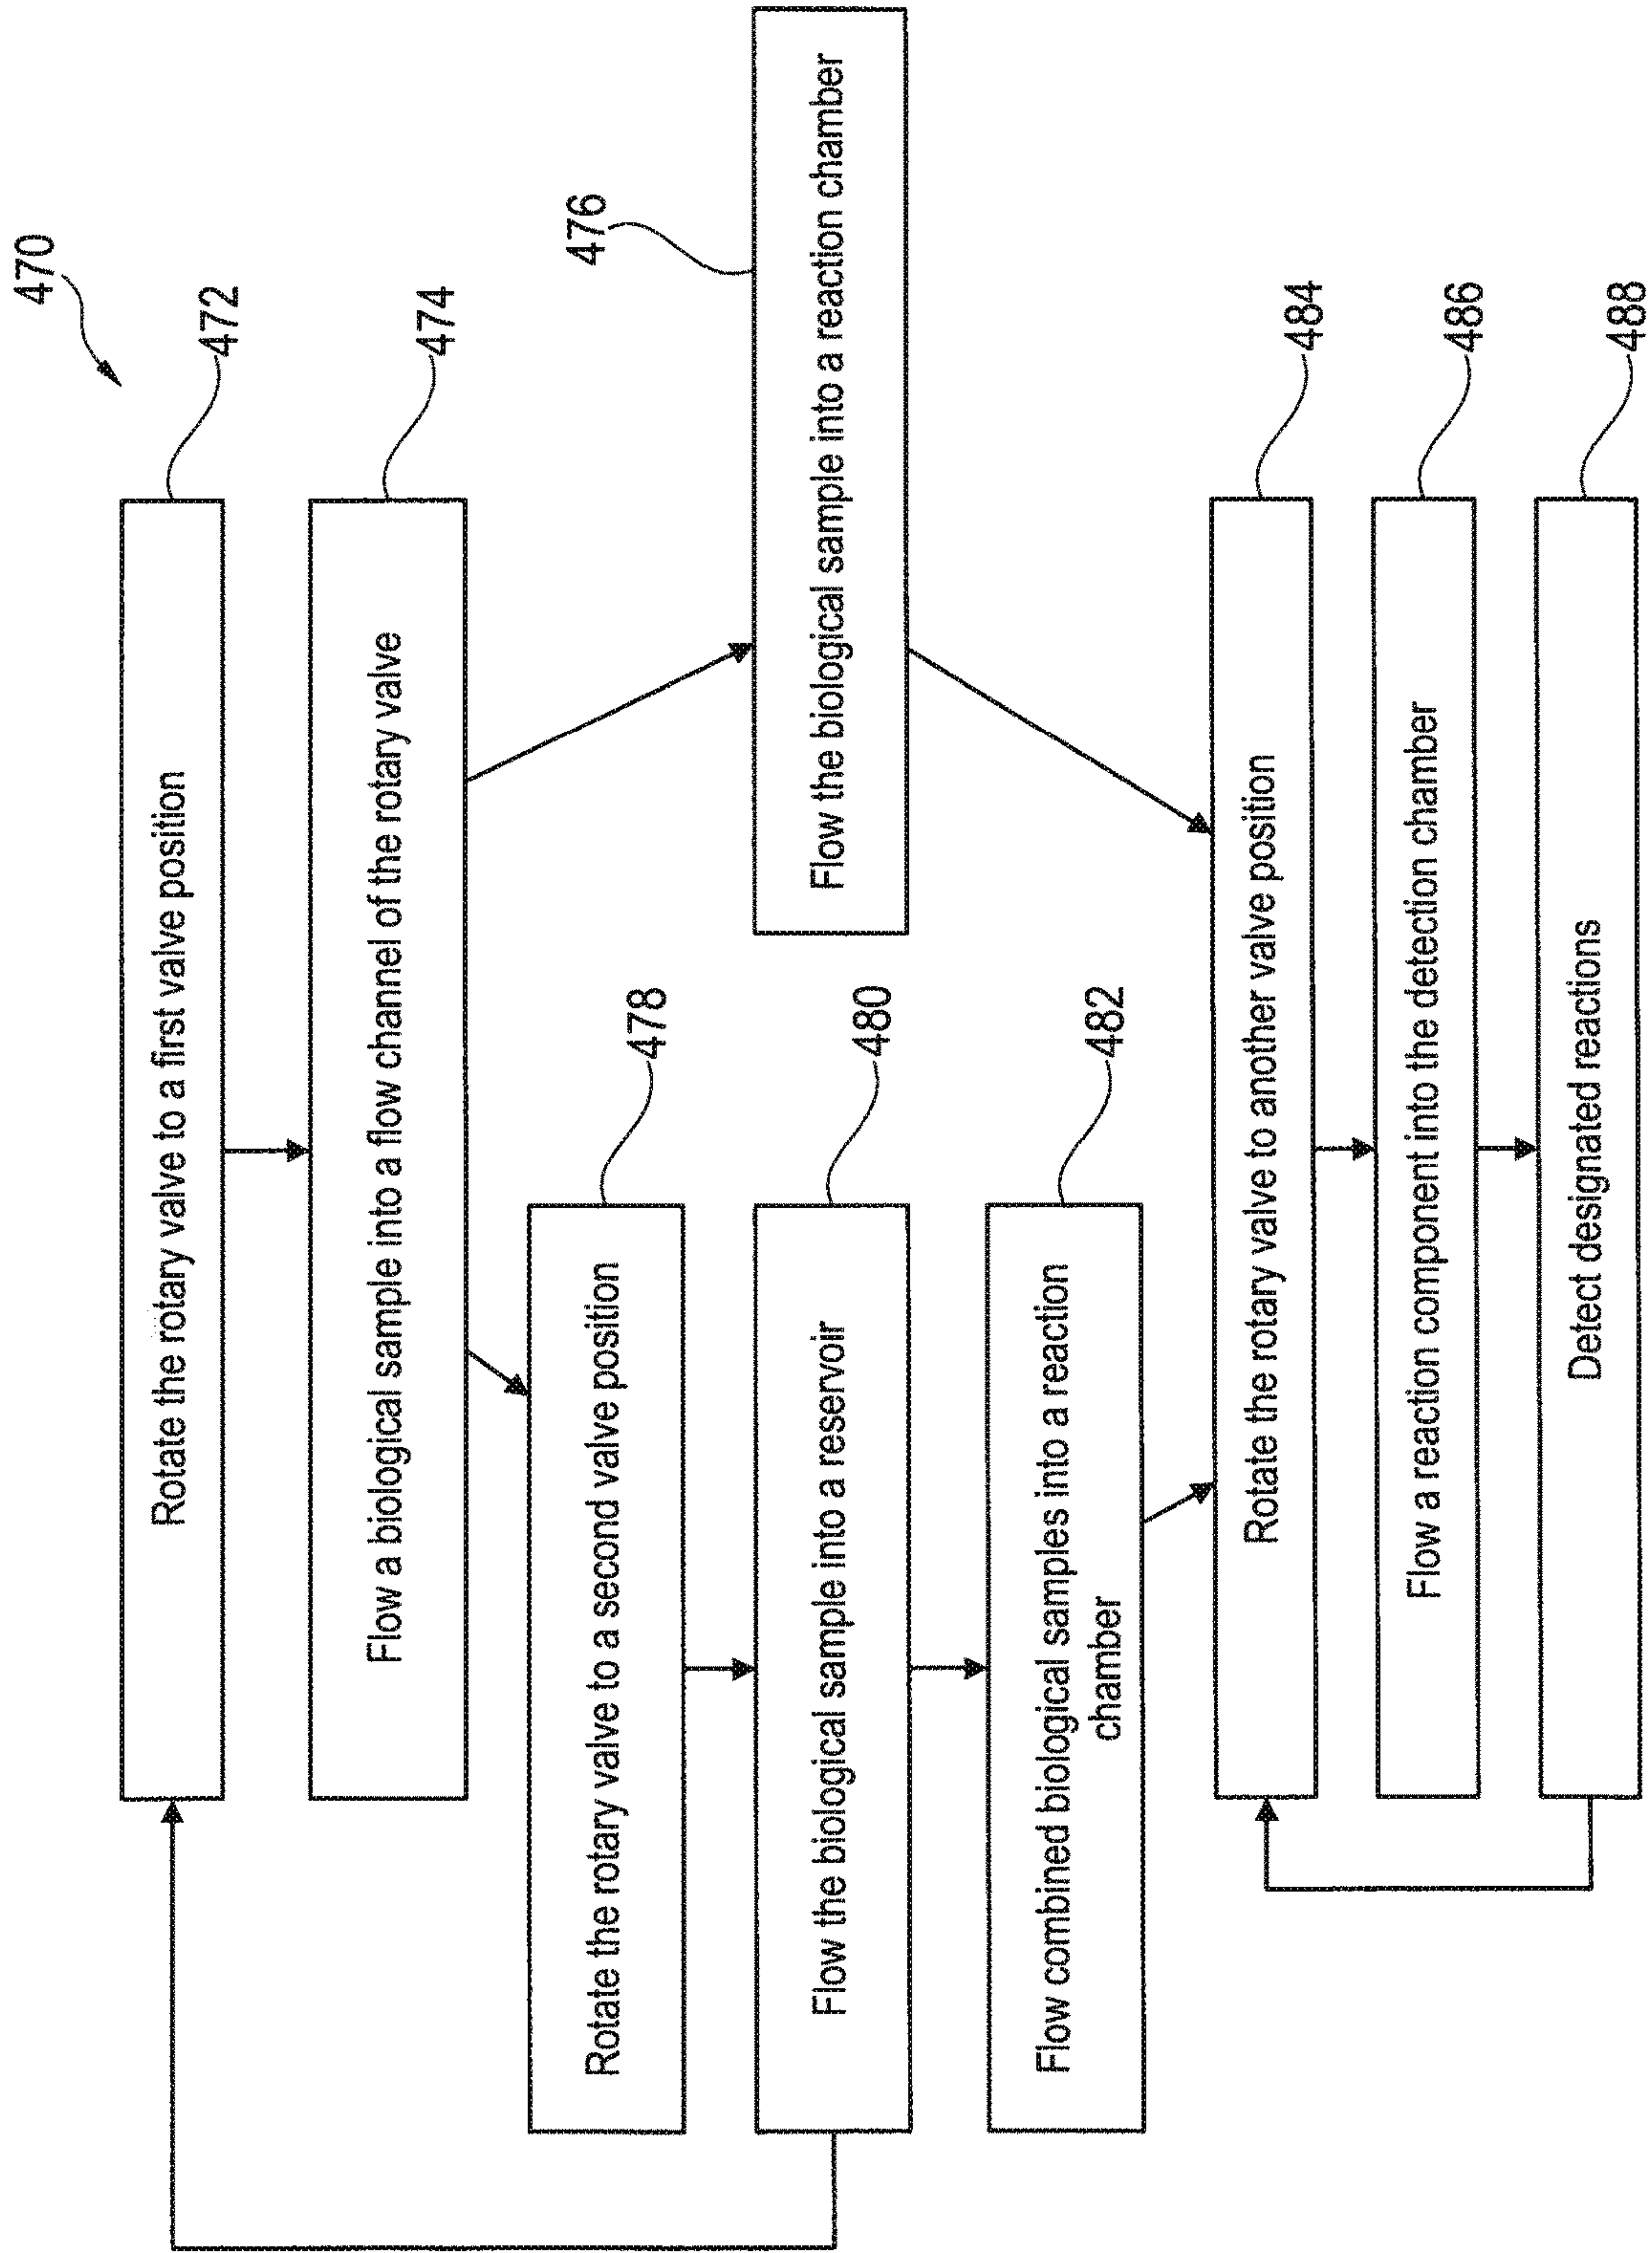 470
Rotate the rotary valve to a first valve position
472
Flow a biological sample into a flow channel of the rotary valve
474
Flow the biological sample into a reaction chamber
476
Rotate the rotary valve to a second valve position
478
Flow the biological sample into a reservoir
480
Flow combined biological samples into a reaction
chamber
482
Rotate the rotary valve to another valve position
484
Flow a reaction component into the detection chamber
486
Detect designated reactions
488